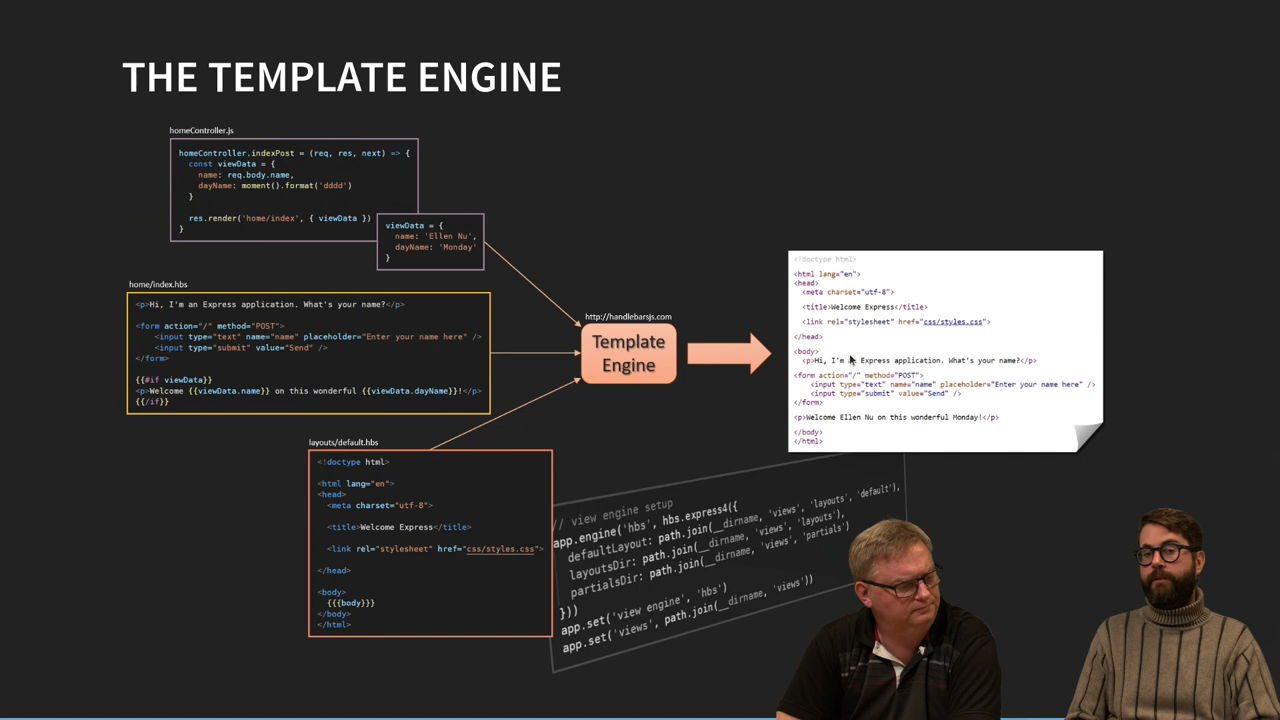 THE TEMPLATE ENGINE
homeController.js
homeController.indexPost = (req, res, next) => {
const viewData = {
name: req.body.name,
dayName: moment().format('dddd')
}
res.render('home/index', { viewData })
}
viewData = {
name: 'Ellen Nu',
dayName: 'Monday'
}
home/index.hbs
<p>Hi, I'm an Express application. What's your name?</p>
<form action="/" method="POST">
<input type="text" name="name" placeholder="Enter your name here" />
<input type="submit" value="Send" />
</form>
{{#if viewData}}
<p>Welcome {{viewData.name}} on this wonderful {{viewData.dayName}}!</p>
{{/if}}
layouts/default.hbs
<!doctype html>
<html lang="en">
<head>
<meta charset="utf-8">
<title>Welcome Express</title>
<link rel="stylesheet" href="css/styles.css">
</head>
<body>
{{{body}}}
</body>
</html>
http://handlebarsjs.com
Template
Engine
<!doctype html>
<html lang="en">
<head>
<meta charset="utf-8">
<title>Welcome Express</title>
<link rel="stylesheet" href="css/styles.css">
</head>
<body>
<p>Hi, I'm an Express application. What's your name?</p>
<form action="/" method="POST">
<input type="text" name="name" placeholder="Enter your name here" />
<input type="submit" value="Send" />
</form>
<p>Welcome Ellen Nu on this wonderful Monday!</p>
</body>
</html>
// view engine setup
app.engine('hbs', hbs.express4({
defaultLayout: path.join(__dirname, 'views', 'layouts', 'default'),
layoutsDir: path.join(__dirname, 'views', 'layouts'),
partialsDir: path.join(__dirname, 'views', 'partials')
}))
app.set('view engine', 'hbs')
app.set('views', path.join(__dirname, 'views'))